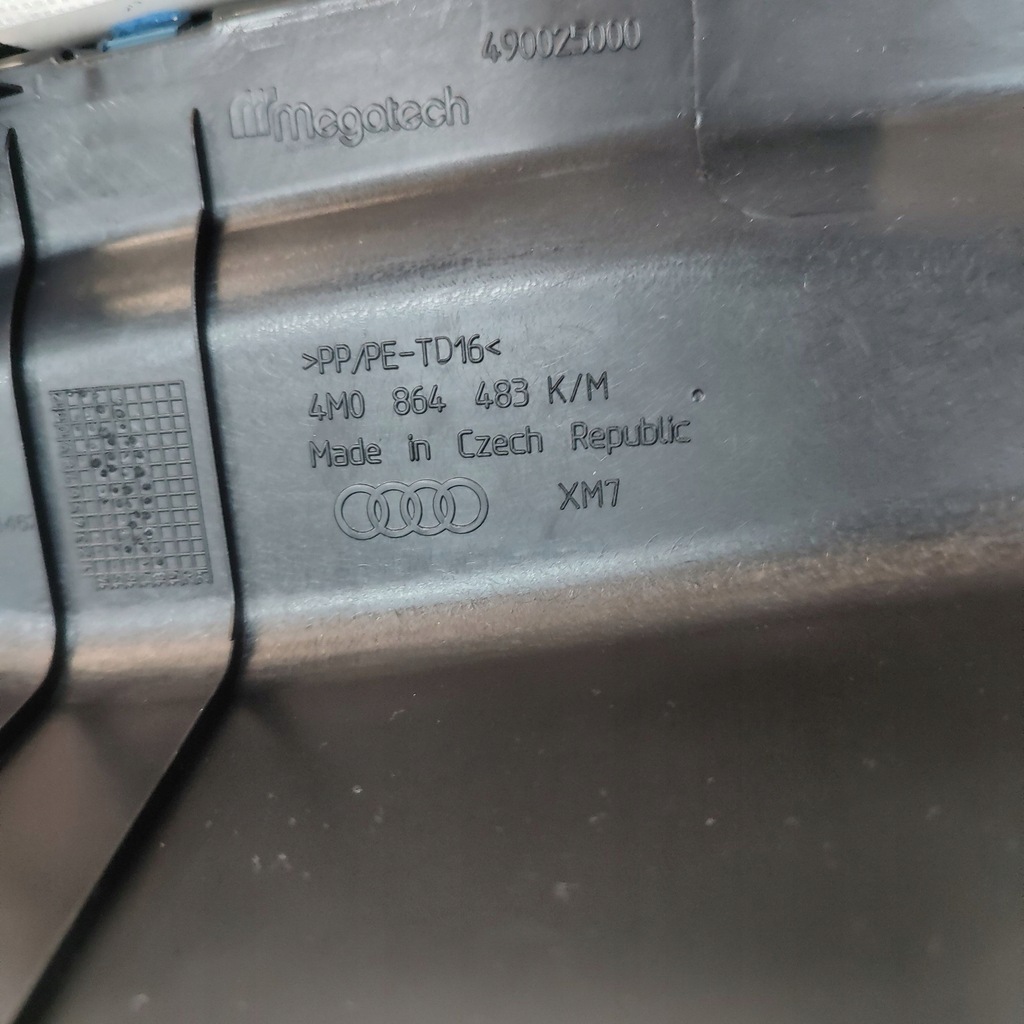 490025000
megatech
>PP/PE-TD16<
4M0 864 483 K/M
Made in Czech Republic
XM7